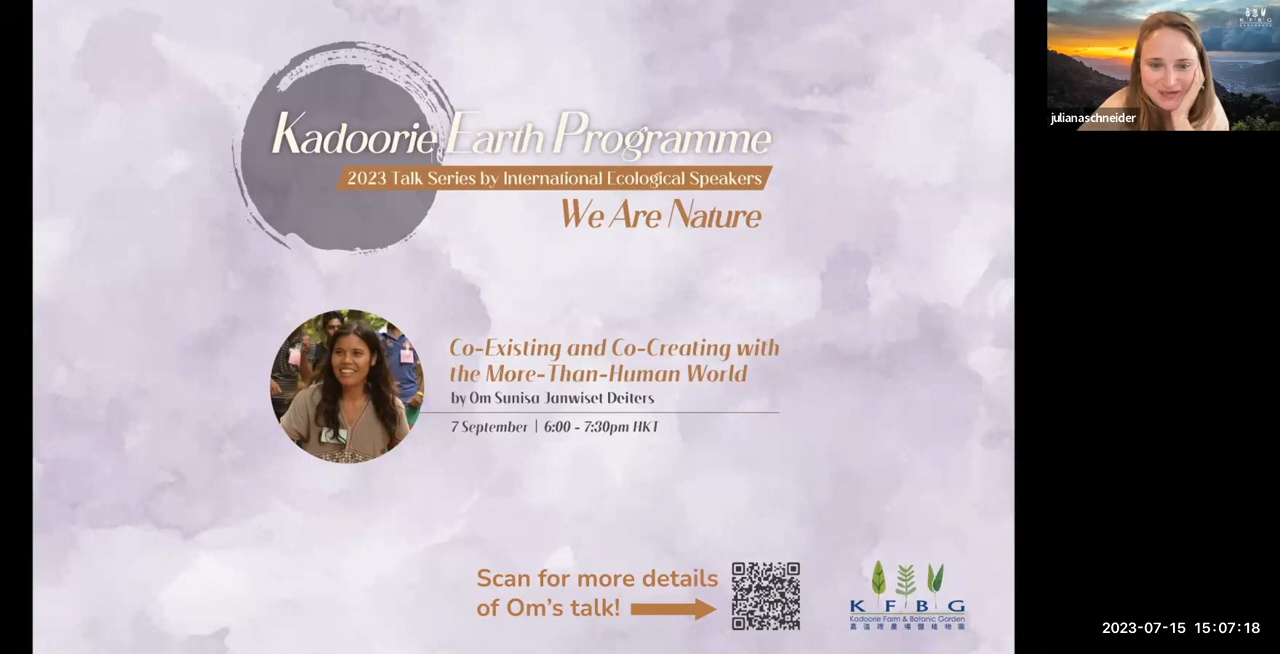 Kadoorie Earth Programme
2023 Talk Series by International Ecological Speakers
We Are Nature
Co-Existing and Co-Creating with
the More-Than-Human World
by Om Sunisa Janwiset Deiters
7 September | 6:00 - 7:30pm HKT
Scan for more details
of Om's talk!
K F B G
Kadoorie Farm & Botanic Garden
嘉道理農場暨植物園
K F B G
julianaschneider
2023-07-15 15:07:18